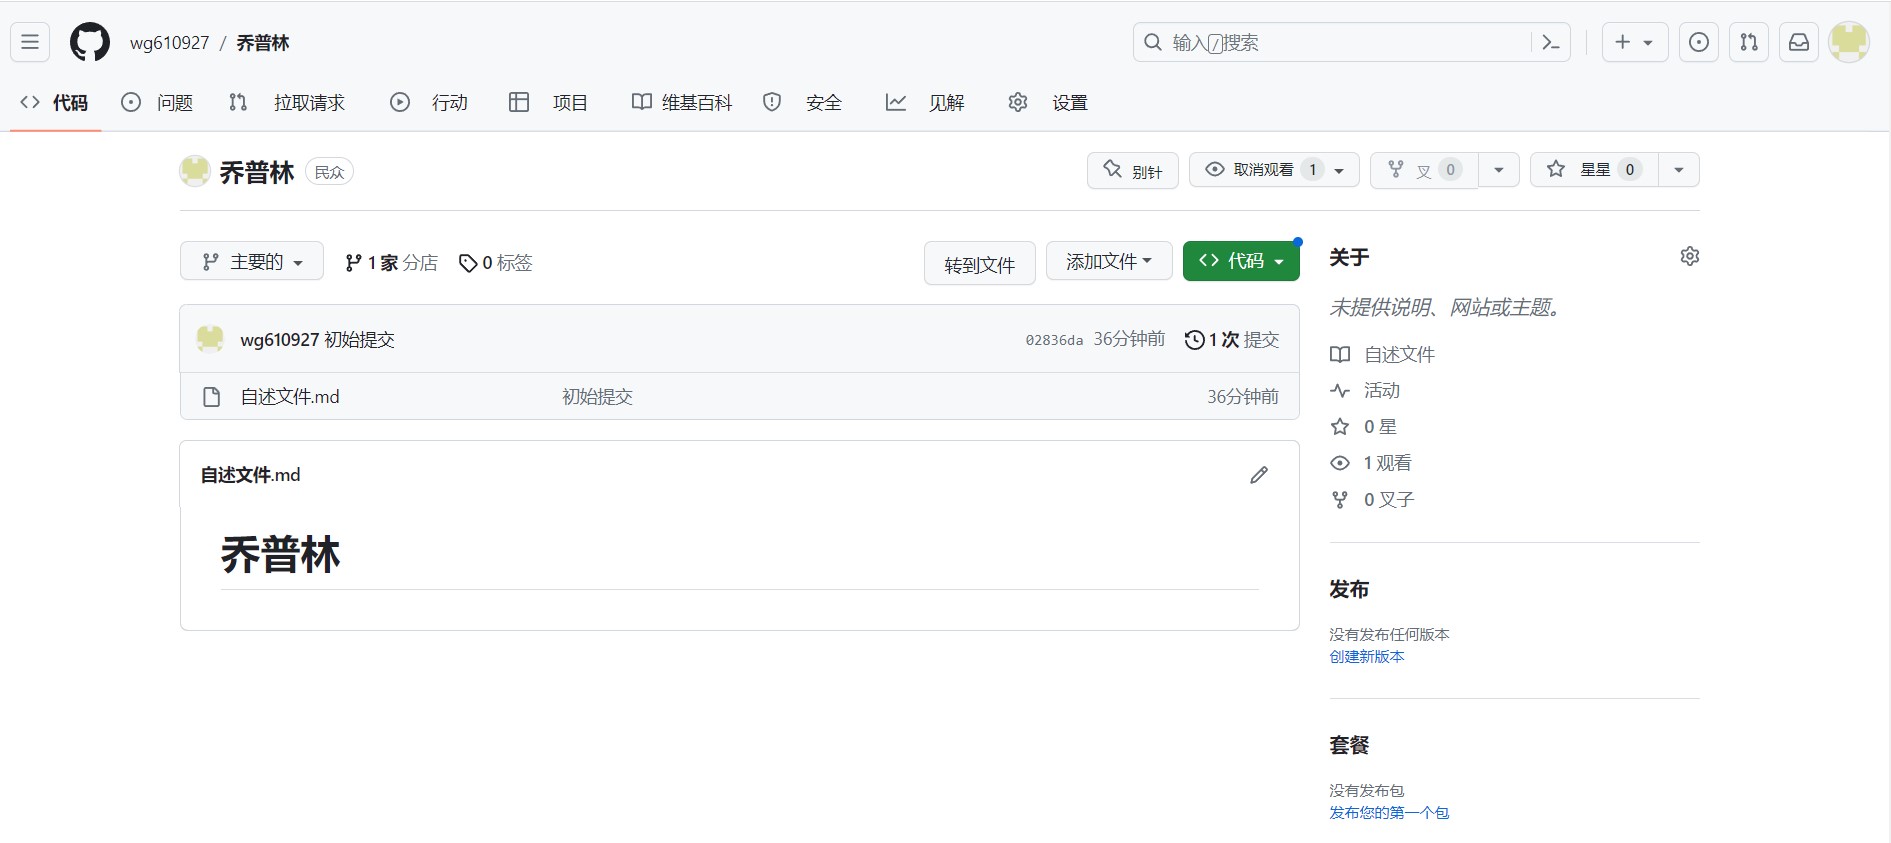 wg610927 / 乔普林
输入/搜索
代码 问题 拉取请求 行动 项目 维基百科 安全 见解 设置
乔普林 民众
别针 取消观看 1 叉 0 星星 0
主要的 1 家 分店 0 标签
转到文件 添加文件 代码
wg610927 初始提交 02836da 36分钟前 1 次 提交
自述文件.md 初始提交 36分钟前
自述文件.md
乔普林
关于
未提供说明、网站或主题。
自述文件
活动
0 星
1 观看
0 叉子
发布
没有发布任何版本
创建新版本
套餐
没有发布包
发布您的第一个包